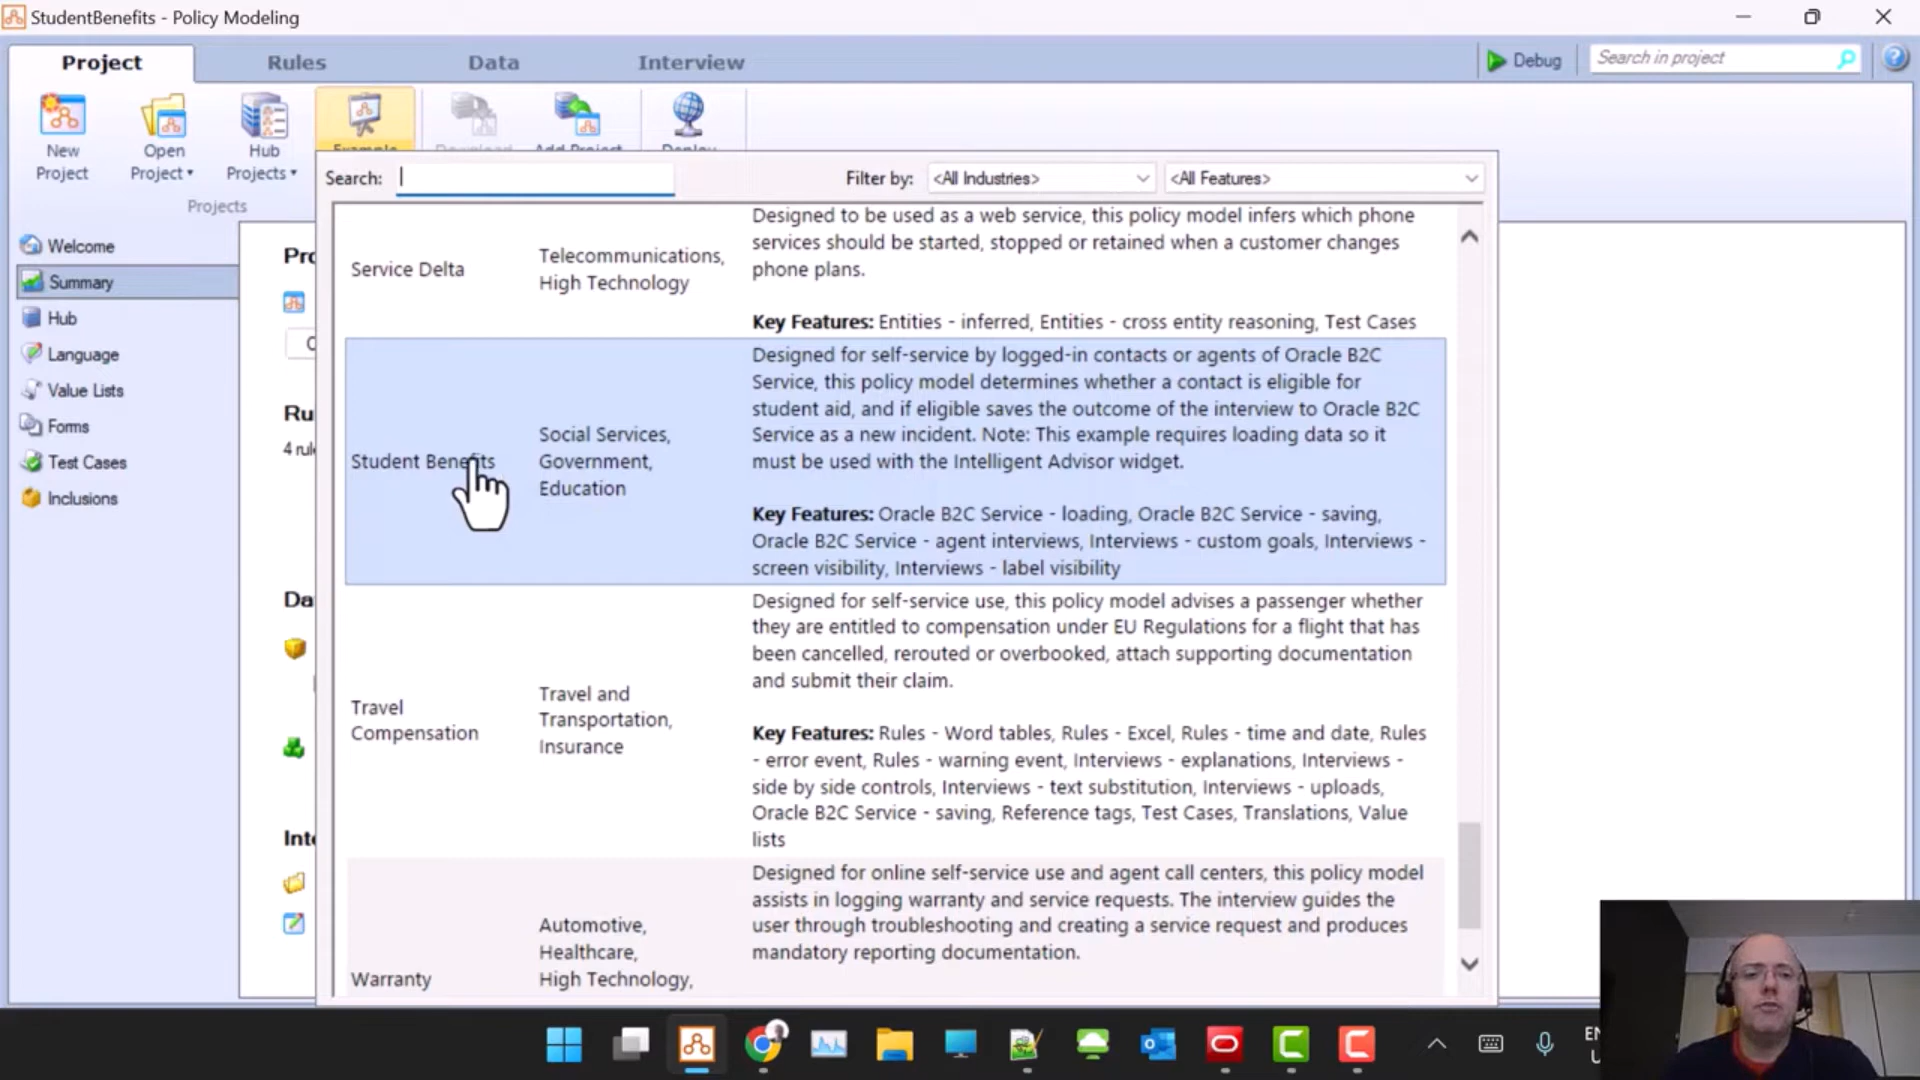 StudentBenefits - Policy Modeling
Project
Rules
Data
Interview
Debug
Search in project
New
Project
Open
Project
Hub
Projects
Example
Download
Add Project
Deploy
Projects
Search:
Filter by:
<All Industries>
<All Features>
Welcome
Summary
Hub
Language
Value Lists
Forms
Test Cases
Inclusions
Pro
Ru
4 rul
Da
Inte
Service Delta
Telecommunications,
High Technology
Designed to be used as a web service, this policy model infers which phone
services should be started, stopped or retained when a customer changes
phone plans.
Key Features: Entities - inferred, Entities - cross entity reasoning, Test Cases
Student Benefits
Social Services,
Government,
Education
Designed for self-service by logged-in contacts or agents of Oracle B2C
Service, this policy model determines whether a contact is eligible for
student aid, and if eligible saves the outcome of the interview to Oracle B2C
Service as a new incident. Note: This example requires loading data so it
must be used with the Intelligent Advisor widget.
Key Features: Oracle B2C Service - loading, Oracle B2C Service - saving,
Oracle B2C Service - agent interviews, Interviews - custom goals, Interviews -
screen visibility, Interviews - label visibility
Travel
Compensation
Travel and
Transportation,
Insurance
Designed for self-service use, this policy model advises a passenger whether
they are entitled to compensation under EU Regulations for a flight that has
been cancelled, rerouted or overbooked, attach supporting documentation
and submit their claim.
Key Features: Rules - Word tables, Rules - Excel, Rules - time and date, Rules
- error event, Rules - warning event, Interviews - explanations, Interviews -
side by side controls, Interviews - text substitution, Interviews - uploads,
Oracle B2C Service - saving, Reference tags, Test Cases, Translations, Value
lists
Warranty
Automotive,
Healthcare,
High Technology,
Designed for online self-service use and agent call centers, this policy model
assists in logging warranty and service requests. The interview guides the
user through troubleshooting and creating a service request and produces
mandatory reporting documentation.